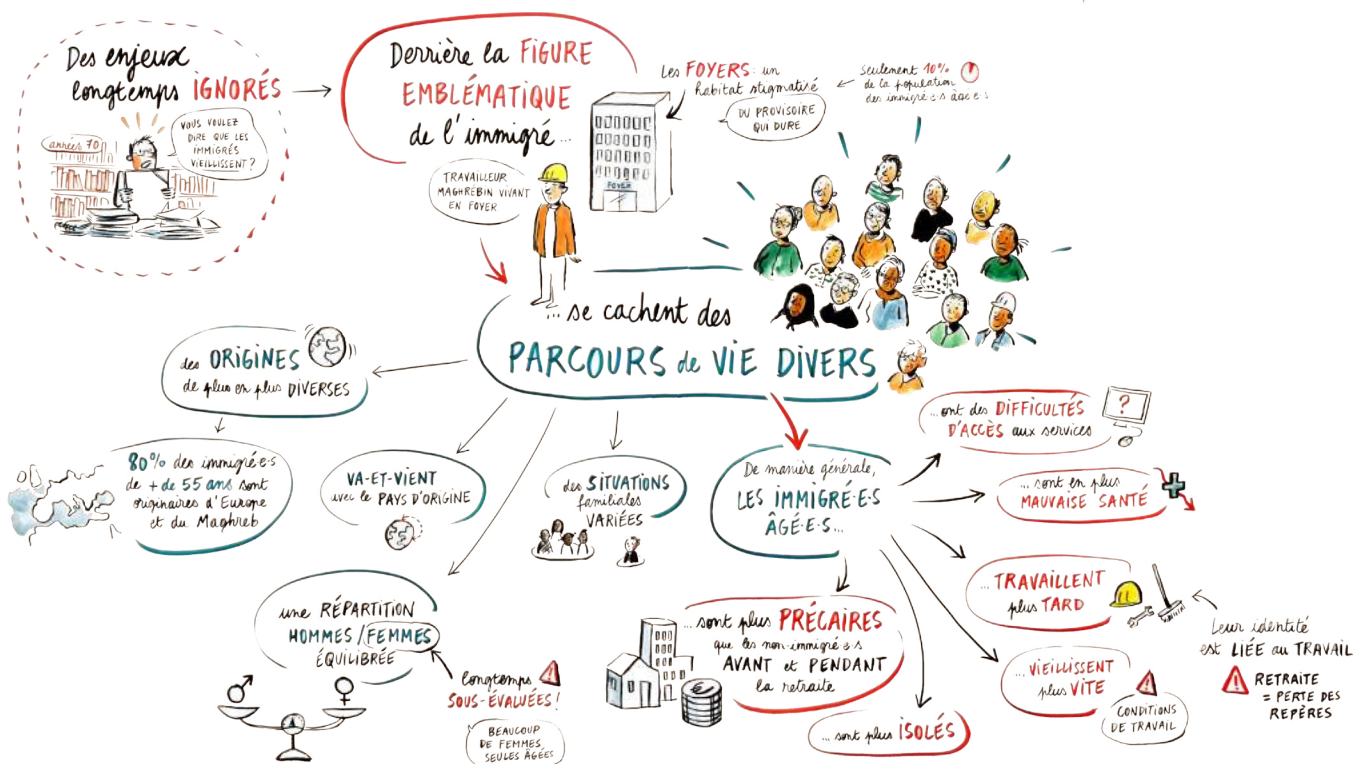 Des enjeux
longtemps IGNORÉS
années 70
VOUS VOULEZ
DIRE QUE LES
IMMIGRÉS
VIEILLISSENT ?
Derrière la FIGURE
EMBLÉMATIQUE
de l'immigré...
TRAVAILLEUR
MAGHRÉBIN VIVANT
EN FOYER
FOYER
Les FOYERS : un
habitat stigmatisé
DU PROVISOIRE
QUI DURE
Seulement 10%
de la population
des immigré·e·s âgé·e·s
... se cachent des
PARCOURS de VIE DIVERS
des ORIGINES
de plus en plus DIVERSES
80% des immigré·e·s
de + de 55 ans sont
originaires d'Europe
et du Maghreb
VA-ET-VIENT
avec le PAYS D'ORIGINE
des SITUATIONS
familiales
VARIÉES
une RÉPARTITION
HOMMES / FEMMES
ÉQUILIBRÉE
longtemps
SOUS-ÉVALUÉES !
BEAUCOUP
DE FEMMES,
SEULES ÂGÉES
De manière générale,
LES IMMIGRÉ·E·S
ÂGÉ·E·S...
... ont des DIFFICULTÉS
D'ACCÈS aux services
?
... sont en plus
MAUVAISE SANTÉ
... TRAVAILLENT
plus TARD
Leur identité
est LIÉE AU TRAVAIL
RETRAITE
= PERTE DES
REPÈRES
... VIEILLISSENT
plus VITE
CONDITIONS
DE TRAVAIL
... sont plus ISOLÉS
... sont plus PRÉCAIRES
que les non-immigré·e·s
AVANT et PENDANT
la retraite
€